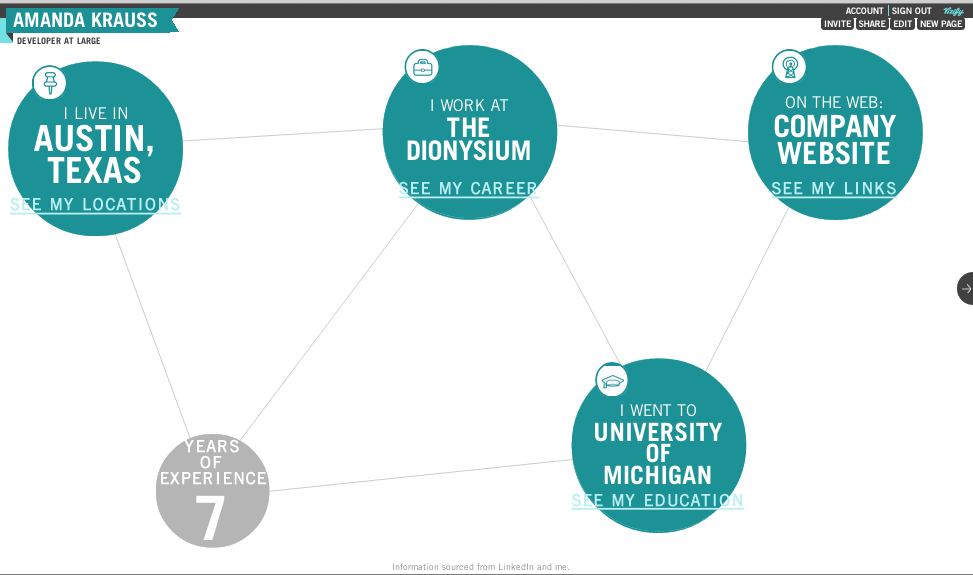 AMANDA KRAUSS
DEVELOPER AT LARGE
ACCOUNT SIGN OUT
INVITE SHARE EDIT NEW PAGE
I LIVE IN
AUSTIN,
TEXAS
SEE MY LOCATIONS
I WORK AT
THE
DIONYSIUM
SEE MY CAREER
ON THE WEB:
COMPANY
WEBSITE
SEE MY LINKS
I WENT TO
UNIVERSITY
OF
MICHIGAN
SEE MY EDUCATION
YEARS
OF
EXPERIENCE
7
Information sourced from LinkedIn and me.